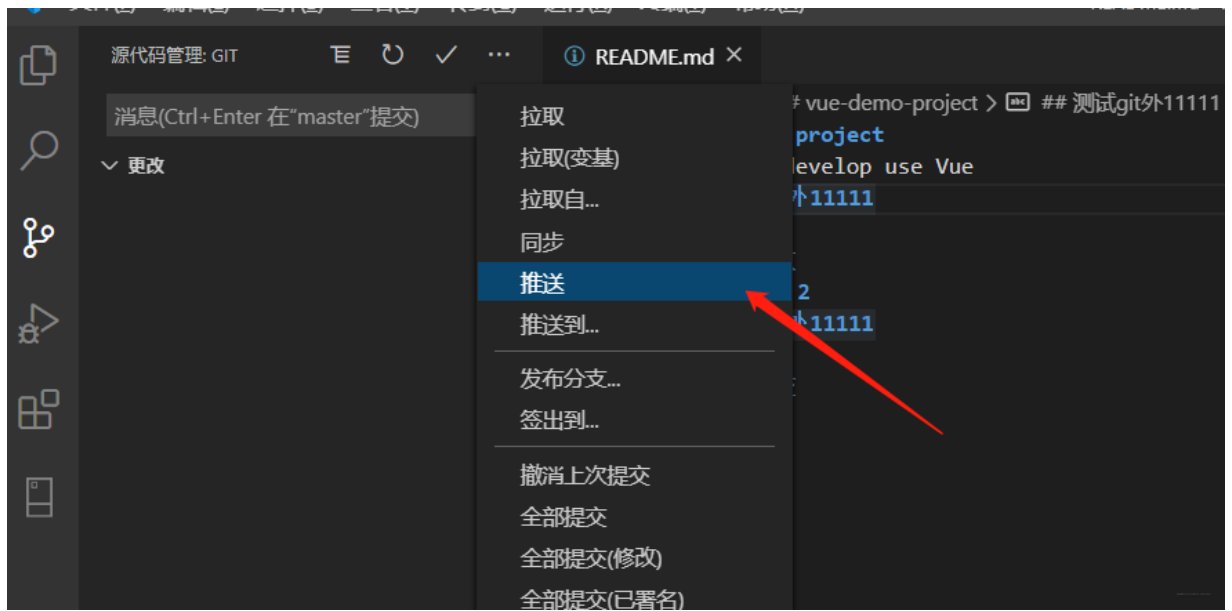 源代码管理: GIT
README.md
消息(Ctrl+Enter 在“master”提交)
vue-demo-project > ## 测试git外11111
更改
project
develop use Vue
外11111
2
外11111
拉取
拉取(变基)
拉取自...
同步
推送
推送到...
发布分支...
签出到...
撤消上次提交
全部提交
全部提交(修改)
全部提交(已署名)